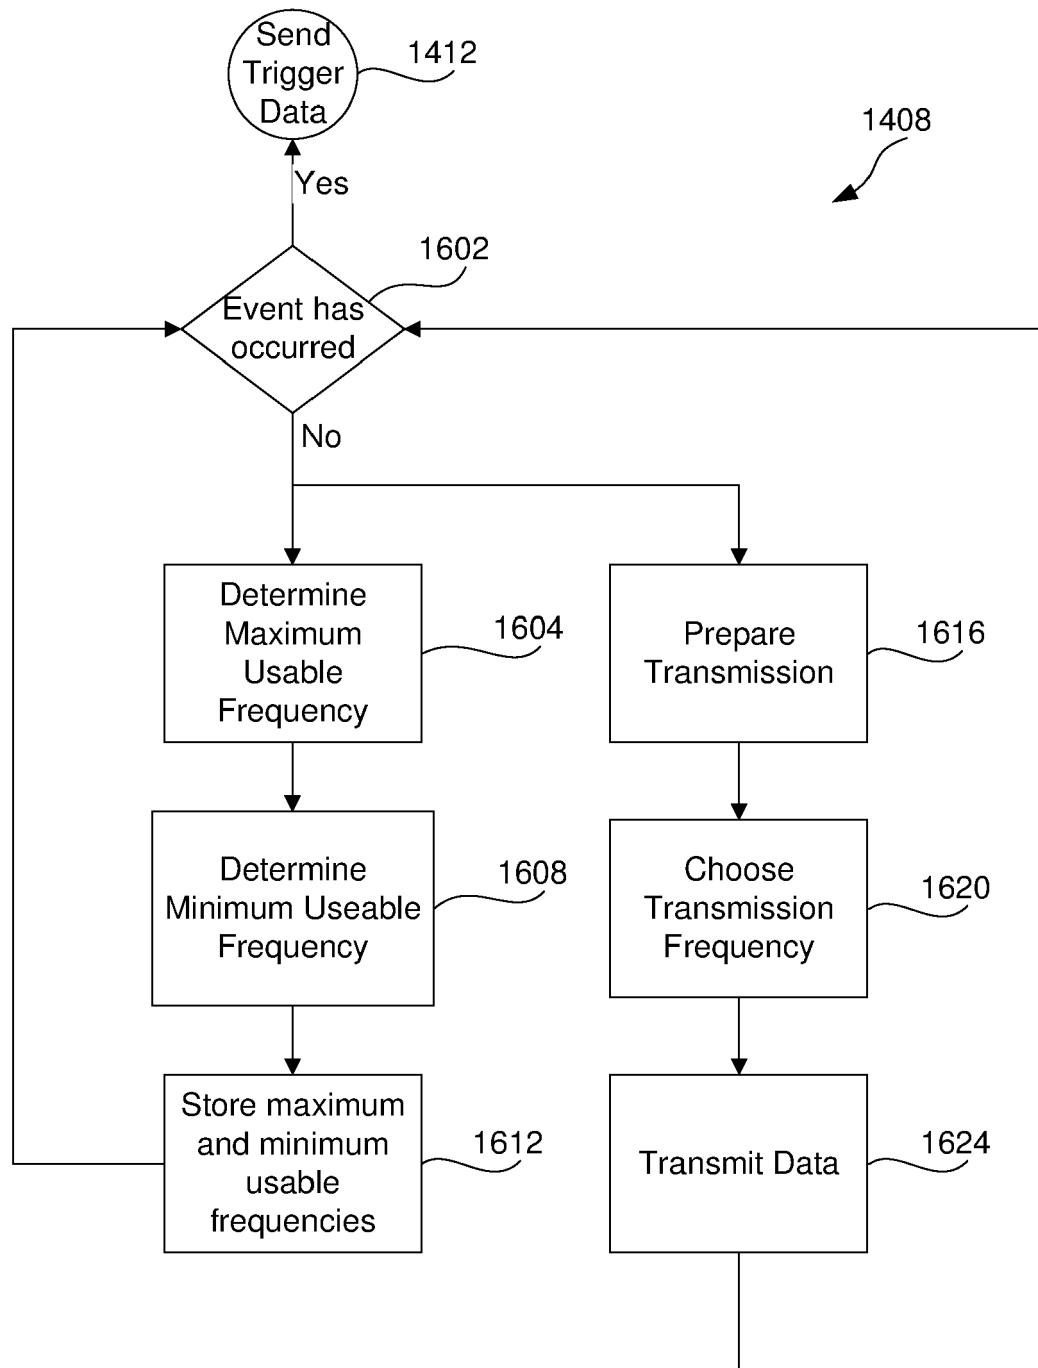 Send
Trigger
Data
1412
1408
Yes
1602
Event has
occurred
No
Determine
Maximum
Usable
Frequency
1604
Prepare
Transmission
1616
Determine
Minimum Useable
Frequency
1608
Choose
Transmission
Frequency
1620
Store maximum
and minimum
usable
frequencies
1612
Transmit Data
1624